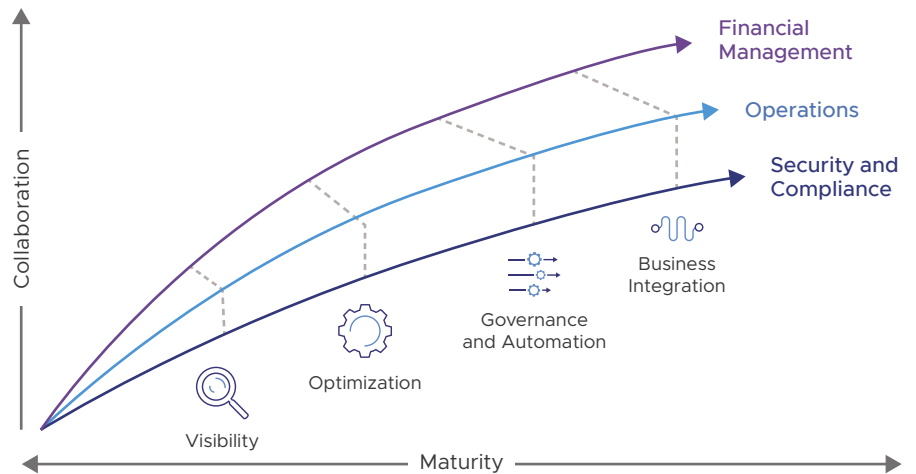 Financial
Management
Operations
Security and
Compliance
Collaboration
Business
Integration
Governance
and Automation
Optimization
Visibility
Maturity